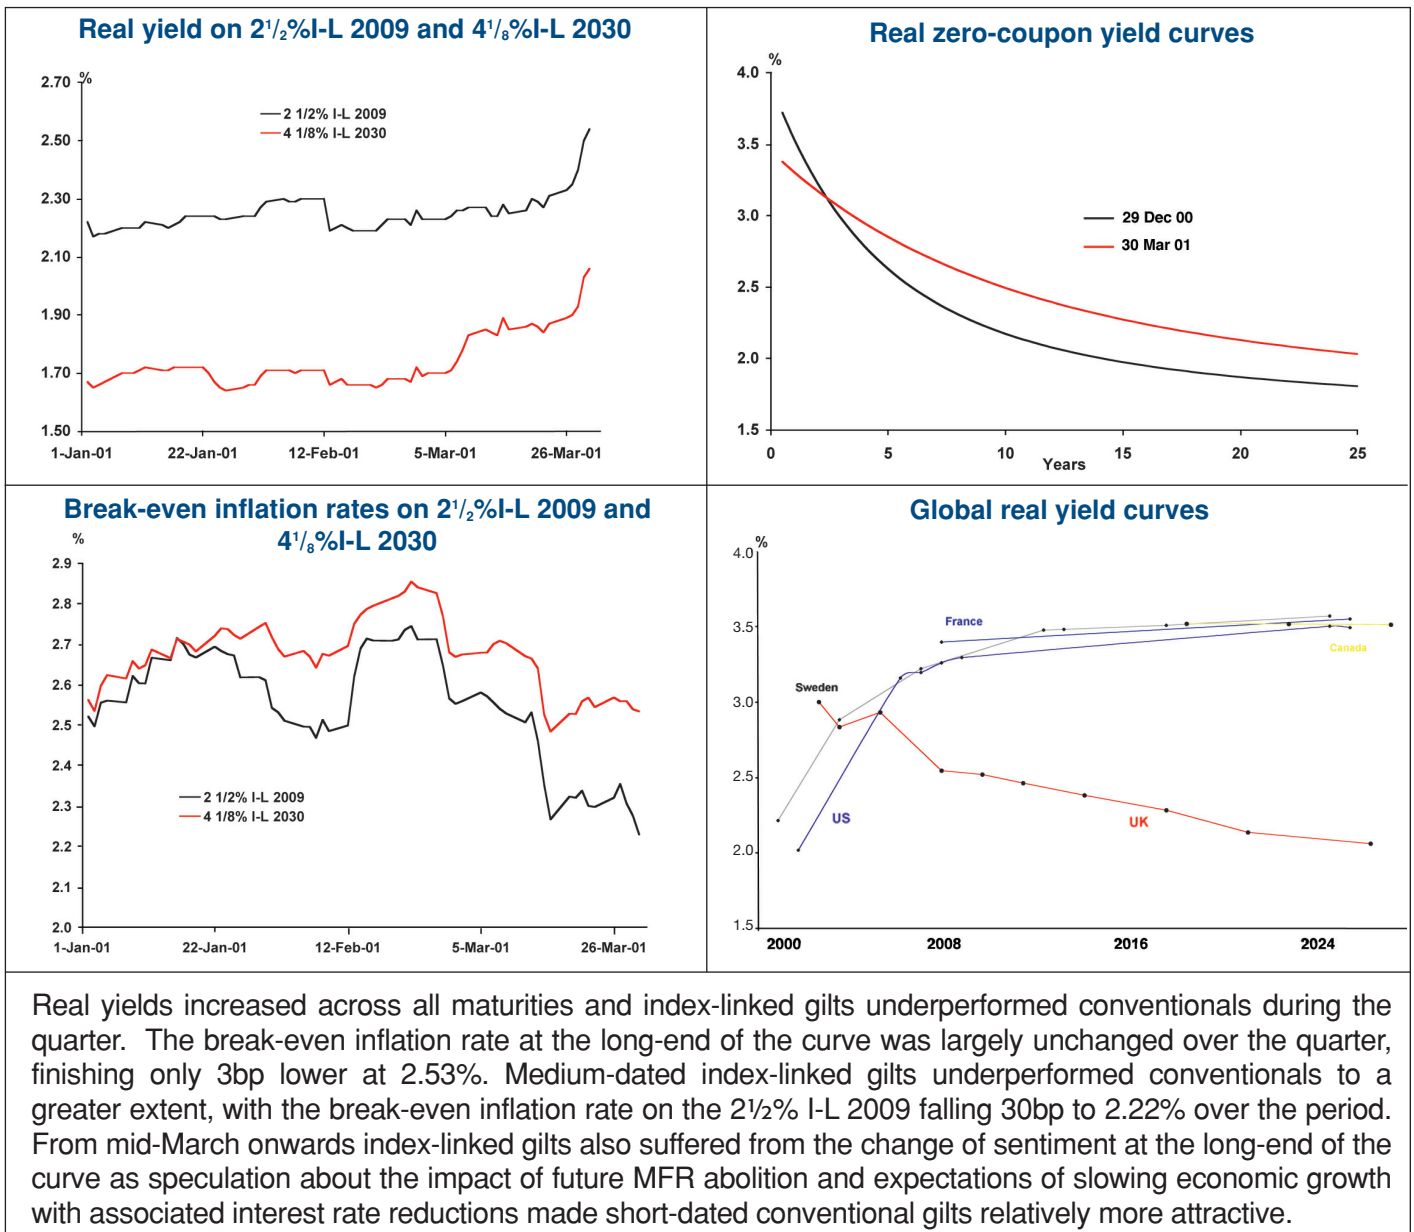 Real yield on 2½%I-L 2009 and 4⅛%I-L 2030
%
2.70
2.50
2.30
2.10
1.90
1.70
1.50
2 1/2% I-L 2009
4 1/8% I-L 2030
1-Jan-01 22-Jan-01 12-Feb-01 5-Mar-01 26-Mar-01
Real zero-coupon yield curves
%
4.0
3.5
3.0
2.5
2.0
1.5
29 Dec 00
30 Mar 01
0 5 10 15 20 25
Years
Break-even inflation rates on 2½%I-L 2009 and
4⅛%I-L 2030
%
2.9
2.8
2.7
2.6
2.5
2.4
2.3
2.2
2.1
2.0
2 1/2% I-L 2009
4 1/8% I-L 2030
1-Jan-01 22-Jan-01 12-Feb-01 5-Mar-01 26-Mar-01
Global real yield curves
%
4.0
3.5
3.0
2.5
2.0
1.5
France
Canada
Sweden
US
UK
2000 2008 2016 2024
Real yields increased across all maturities and index-linked gilts underperformed conventionals during the
quarter. The break-even inflation rate at the long-end of the curve was largely unchanged over the quarter,
finishing only 3bp lower at 2.53%. Medium-dated index-linked gilts underperformed conventionals to a
greater extent, with the break-even inflation rate on the 2½% I-L 2009 falling 30bp to 2.22% over the period.
From mid-March onwards index-linked gilts also suffered from the change of sentiment at the long-end of the
curve as speculation about the impact of future MFR abolition and expectations of slowing economic growth
with associated interest rate reductions made short-dated conventional gilts relatively more attractive.